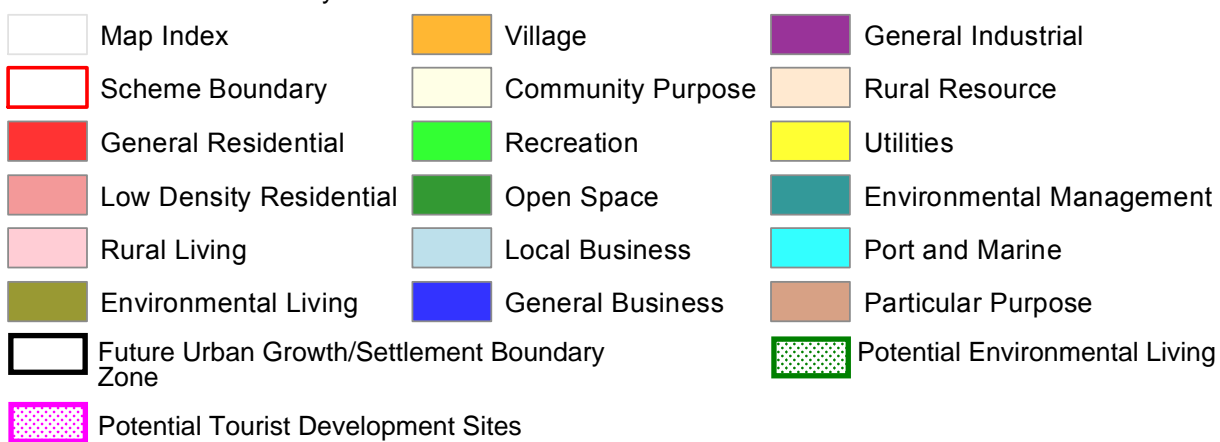 Map Index
Village
General Industrial
Scheme Boundary
Community Purpose
Rural Resource
General Residential
Recreation
Utilities
Low Density Residential
Open Space
Environmental Management
Rural Living
Local Business
Port and Marine
Environmental Living
General Business
Particular Purpose
Future Urban Growth/Settlement Boundary
Zone
Potential Environmental Living
Potential Tourist Development Sites